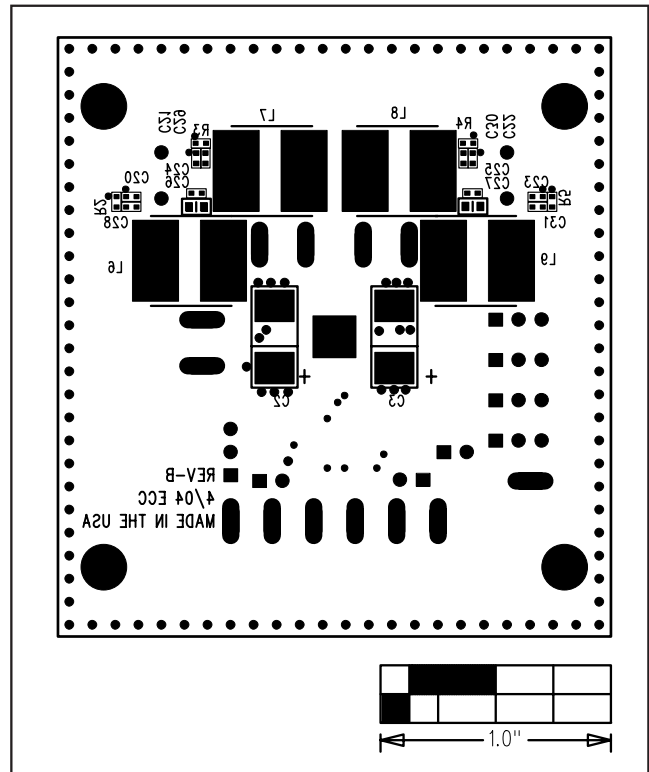 C21
C29
R3
L7
L8
R4
C30
C22
C24
C26
C25
C27
C20
R2
C28
C23
R5
C31
L6
L9
+
+
C2
C3
REV-B
4/04 ECC
MADE IN THE USA
1.0"